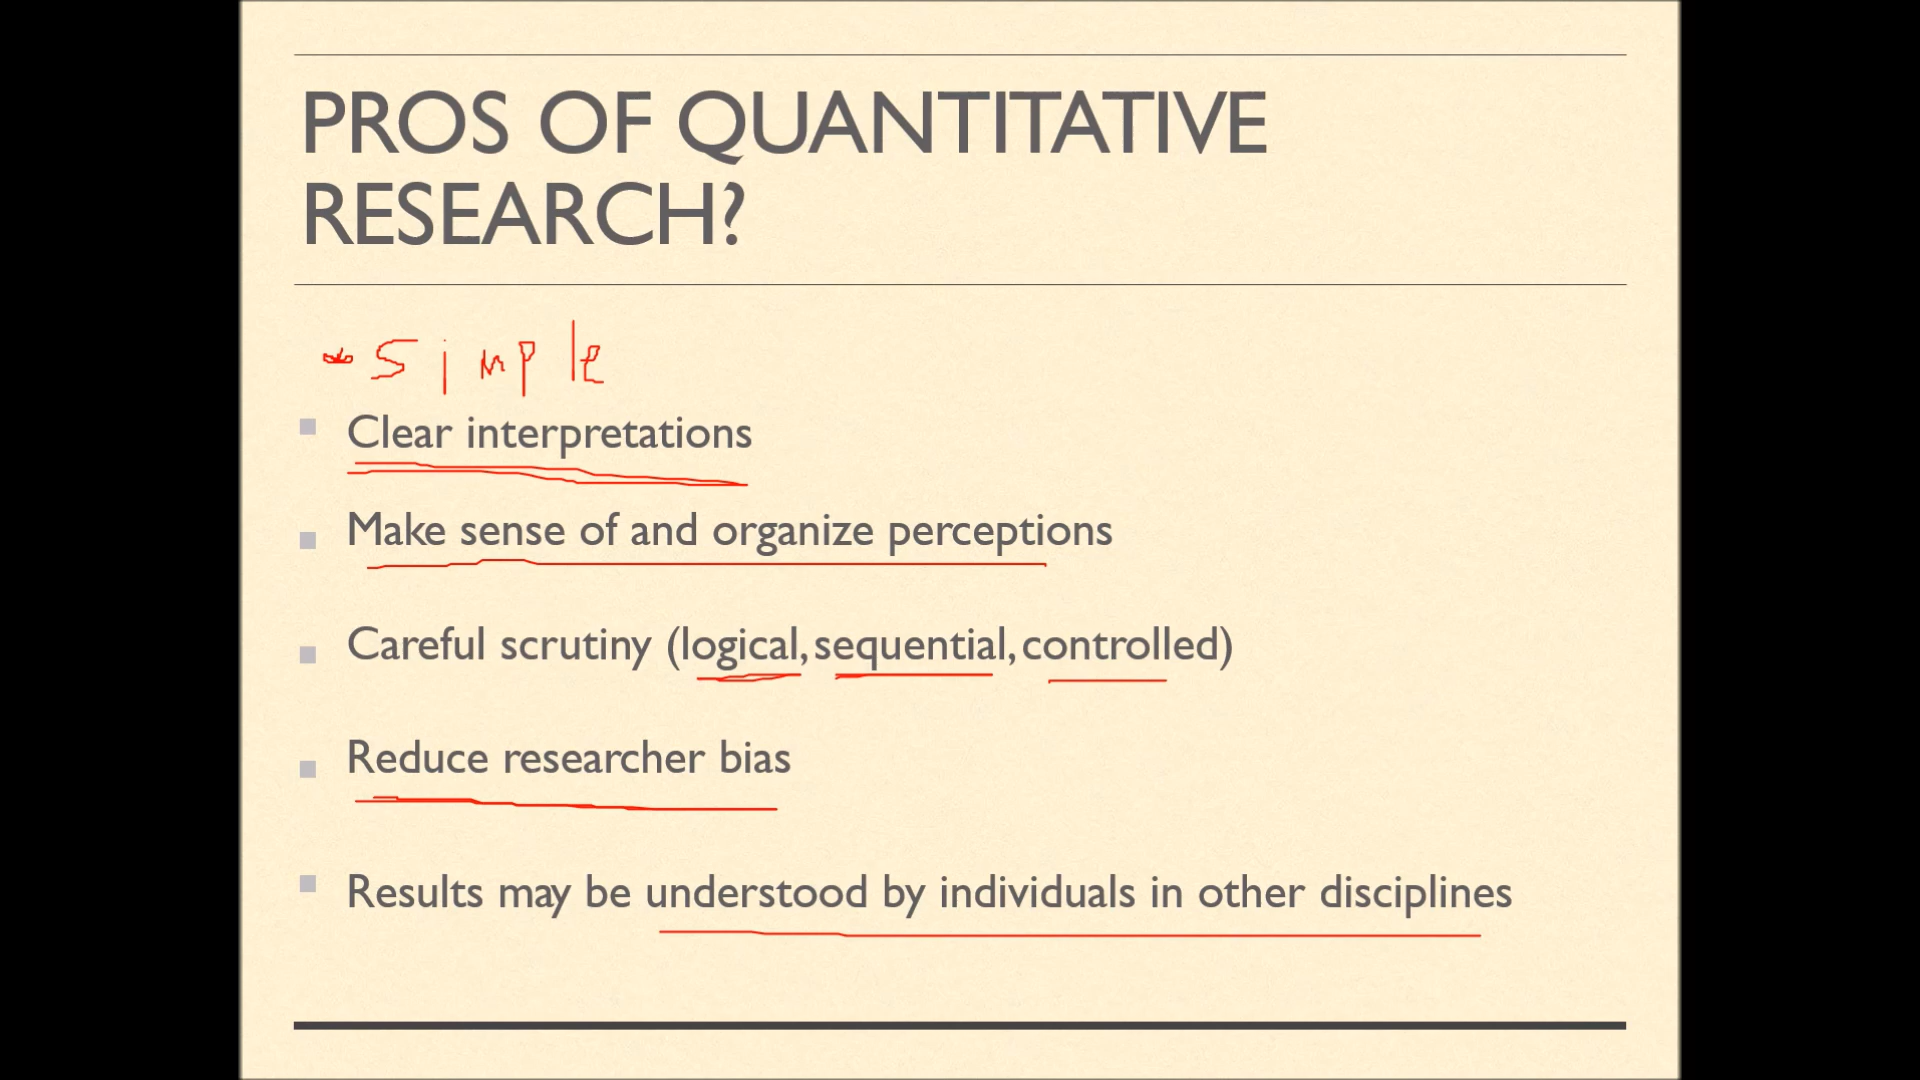 PROS OF QUANTITATIVE
RESEARCH?
* Simple
Clear interpretations
Make sense of and organize perceptions
Careful scrutiny (logical, sequential, controlled)
Reduce researcher bias
Results may be understood by individuals in other disciplines